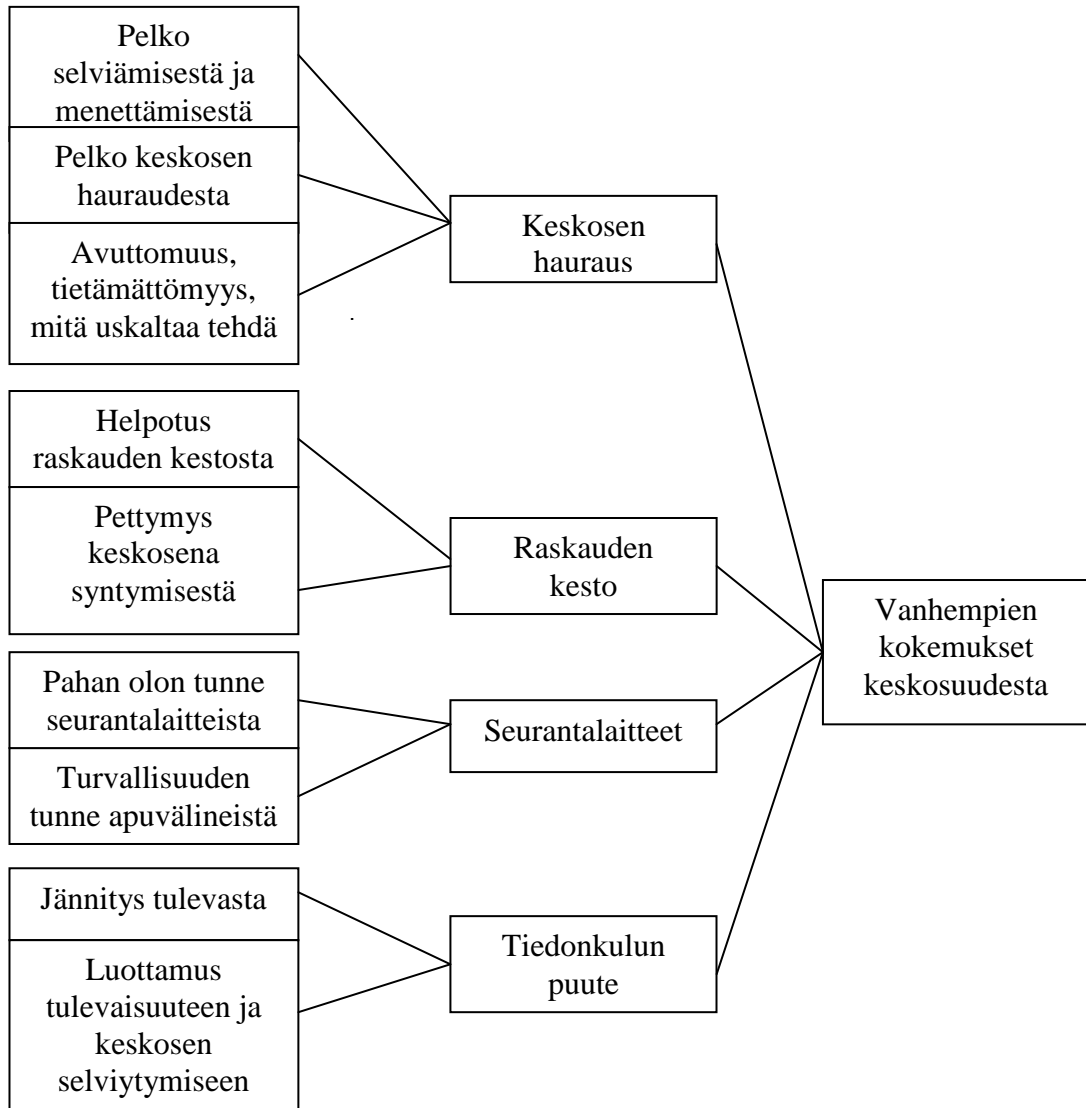 Pelko
selviämisestä ja
menettämisestä
Pelko keskosen
hauraudesta
Avuttomuus,
tietämättömyys,
mitä uskaltaa tehdä
Keskosen
hauraus
Helpotus
raskauden kestosta
Pettymys
keskosena
syntymisestä
Raskauden
kesto
Pahan olon tunne
seurantalaitteista
Turvallisuuden
tunne apuvälineistä
Seurantalaitteet
Jännitys tulevasta
Luottamus
tulevaisuuteen ja
keskosen
selviytymiseen
Tiedonkulun
puute
Vanhempien
kokemukset
keskosuudesta